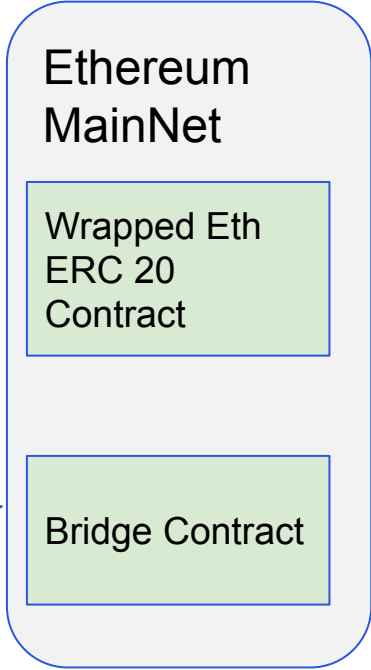 Ethereum
MainNet
Wrapped Eth
ERC 20
Contract
Bridge Contract